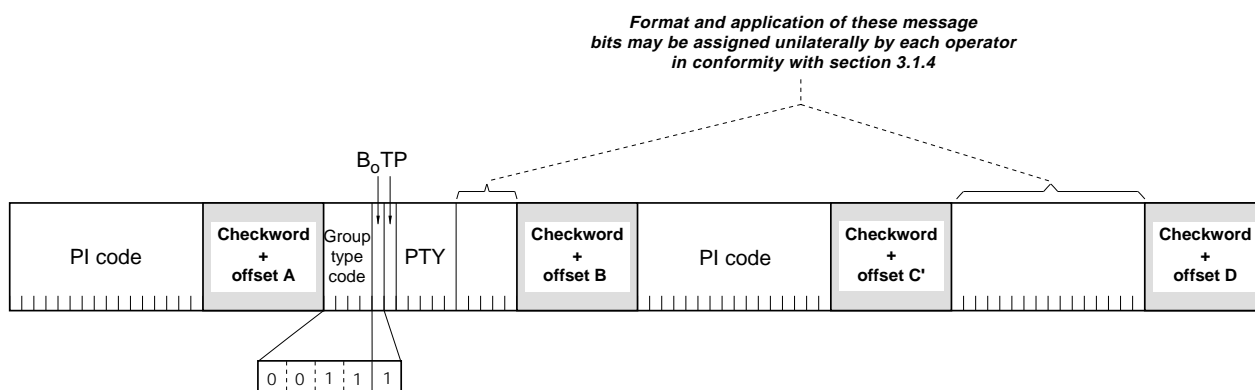 Format and application of these message
bits may be assigned unilaterally by each operator
in conformity with section 3.1.4
BoTP
PI code
Checkword
+
offset A
Group
type
code
PTY
Checkword
+
offset B
PI code
Checkword
+
offset C'
Checkword
+
offset D
0 0 1 1 1